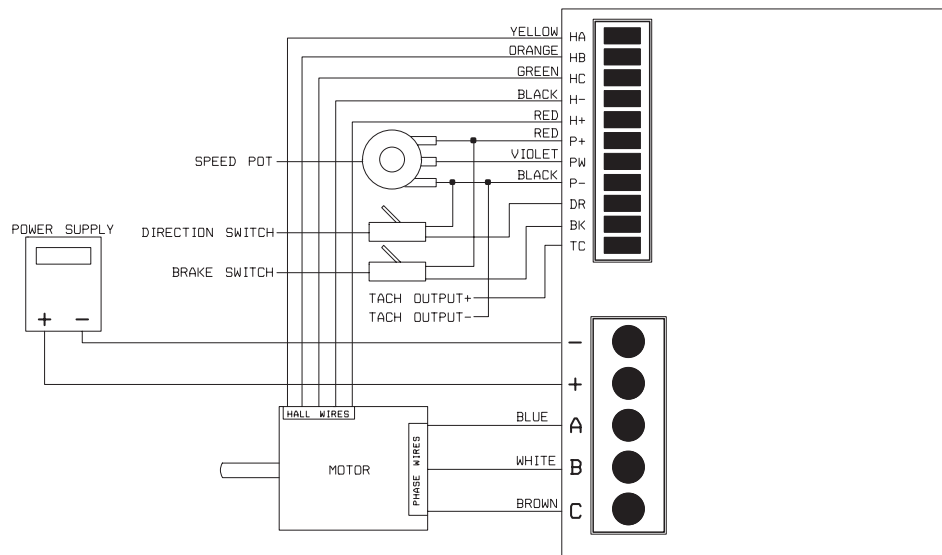 YELLOW HA
ORANGE HB
GREEN HC
BLACK H-
RED H+
RED P+
SPEED POT VIOLET PW
BLACK P-
DR
POWER SUPPLY DIRECTION SWITCH BK
TC
BRAKE SWITCH
TACH OUTPUT+
TACH OUTPUT-
+ -
-
+
HALL WIRES
BLUE A
MOTOR PHASE WIRES WHITE B
BROWN C